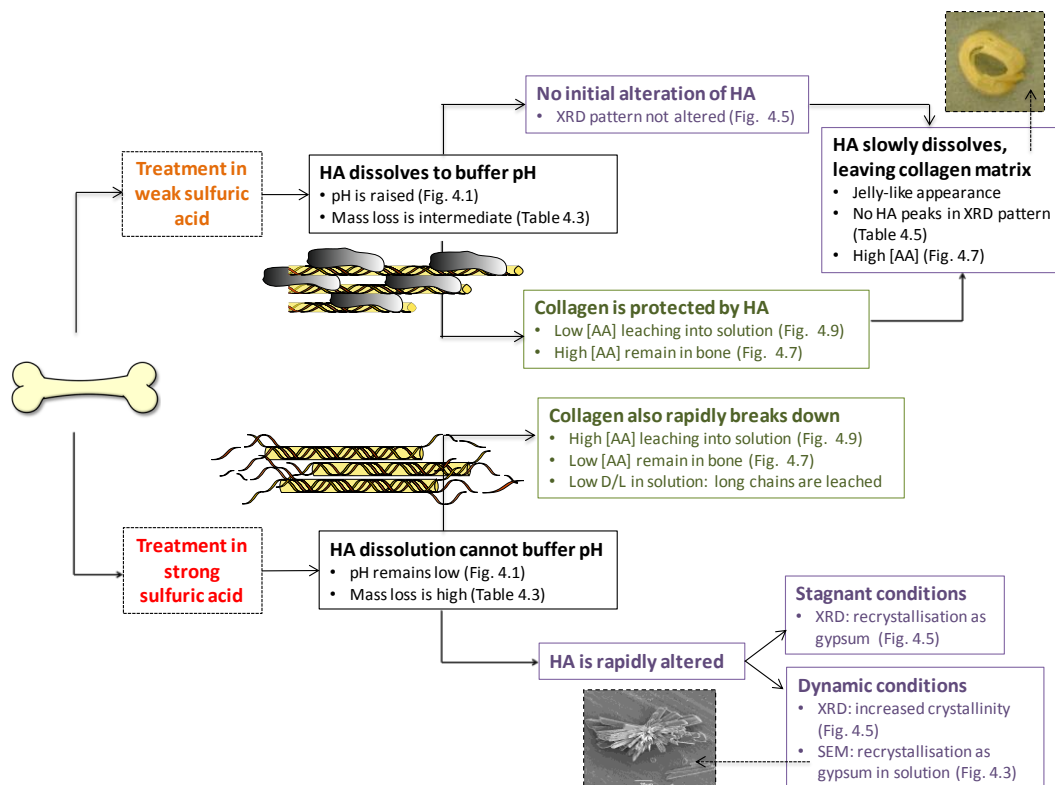 No initial alteration of HA
• XRD pattern not altered (Fig. 4.5)
Treatment in
weak sulfuric
acid
HA dissolves to buffer pH
• pH is raised (Fig. 4.1)
• Mass loss is intermediate (Table 4.3)
HA slowly dissolves,
leaving collagen matrix
• Jelly-like appearance
• No HA peaks in XRD pattern
(Table 4.5)
• High [AA] (Fig. 4.7)
Collagen is protected by HA
• Low [AA] leaching into solution (Fig. 4.9)
• High [AA] remain in bone (Fig. 4.7)
Collagen also rapidly breaks down
• High [AA] leaching into solution (Fig. 4.9)
• Low [AA] remain in bone (Fig. 4.7)
• Low D/L in solution: long chains are leached
Treatment in
strong
sulfuric acid
HA dissolution cannot buffer pH
• pH remains low (Fig. 4.1)
• Mass loss is high (Table 4.3)
HA is rapidly altered
Stagnant conditions
• XRD: recrystallisation as
gypsum (Fig. 4.5)
Dynamic conditions
• XRD: increased crystallinity
(Fig. 4.5)
• SEM: recrystallisation as
gypsum in solution (Fig. 4.3)